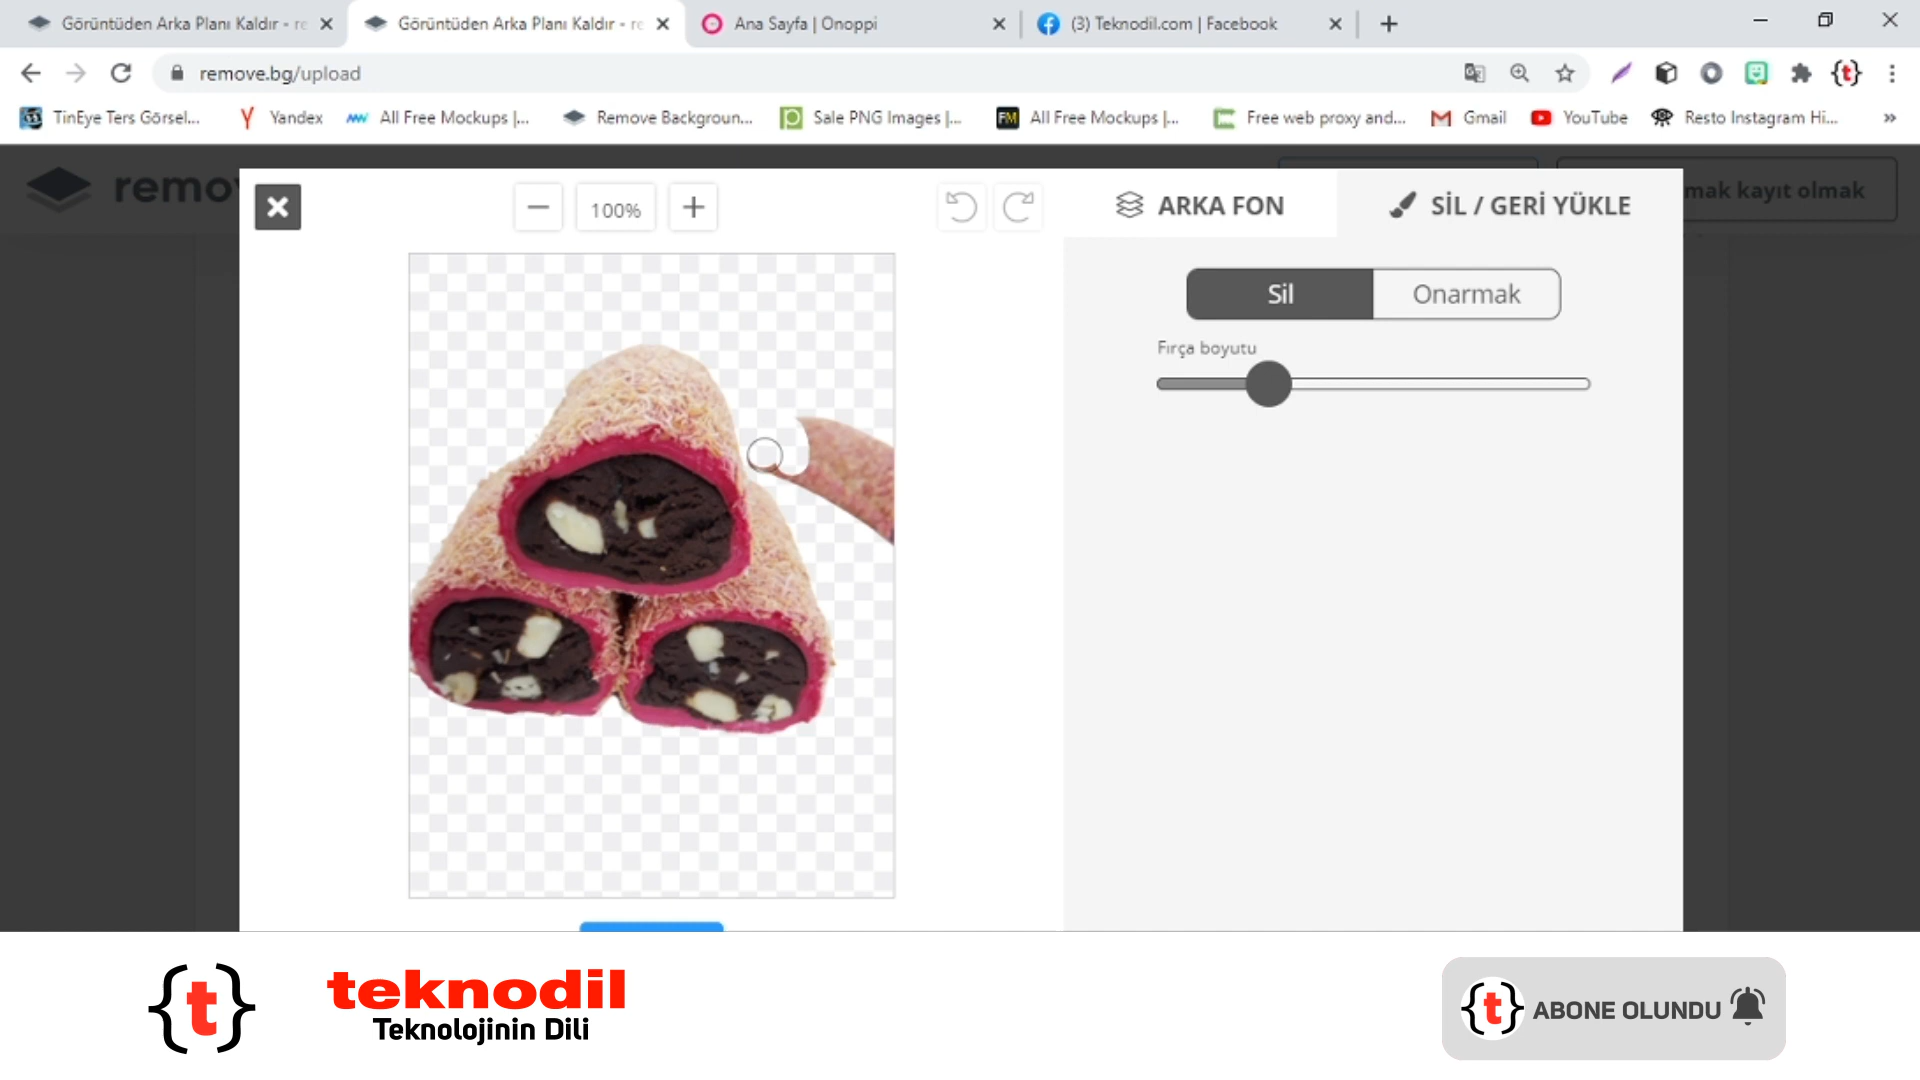 Görüntüden Arka Planı Kaldır - re
Görüntüden Arka Planı Kaldır - re
Ana Sayfa | Onoppi
(3) Teknodil.com | Facebook
remove.bg/upload
TinEye Ters Görsel...
Yandex
All Free Mockups |...
Remove Backgroun...
Sale PNG Images |...
FM
All Free Mockups |...
Free web proxy and...
Gmail
YouTube
Resto Instagram Hi...
remo
100%
ARKA FON
SİL / GERİ YÜKLE
mak kayıt olmak
Sil
Onarmak
Fırça boyutu
{t}
teknodil
Teknolojinin Dili
{t} ABONE OLUNDU